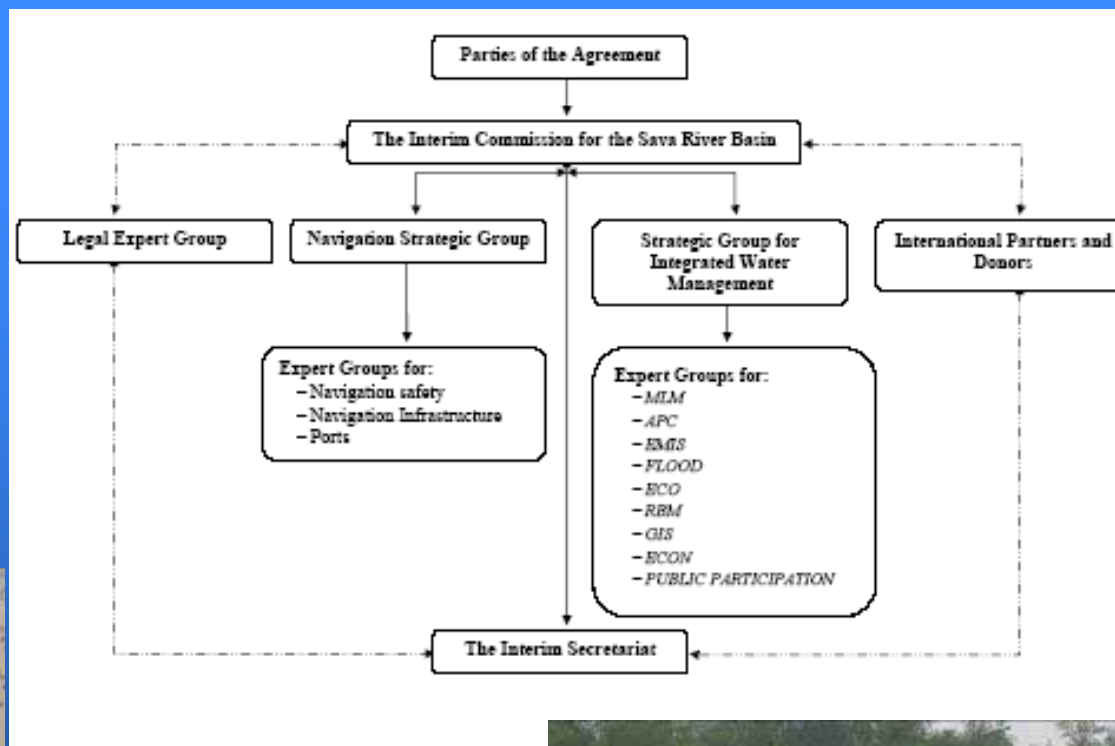 Parties of the Agreement
The Interim Commission for the Sava River Basin
Legal Expert Group
Navigation Strategic Group
Strategic Group for
Integrated Water
Management
International Partners and
Donors
Expert Groups for:
– Navigation safety
– Navigation Infrastructure
– Ports
Expert Groups for:
– MLM
– APC
– EMIS
– FLOOD
– ECO
– RBM
– GIS
– ECON
– PUBLIC PARTICIPATION
The Interim Secretariat